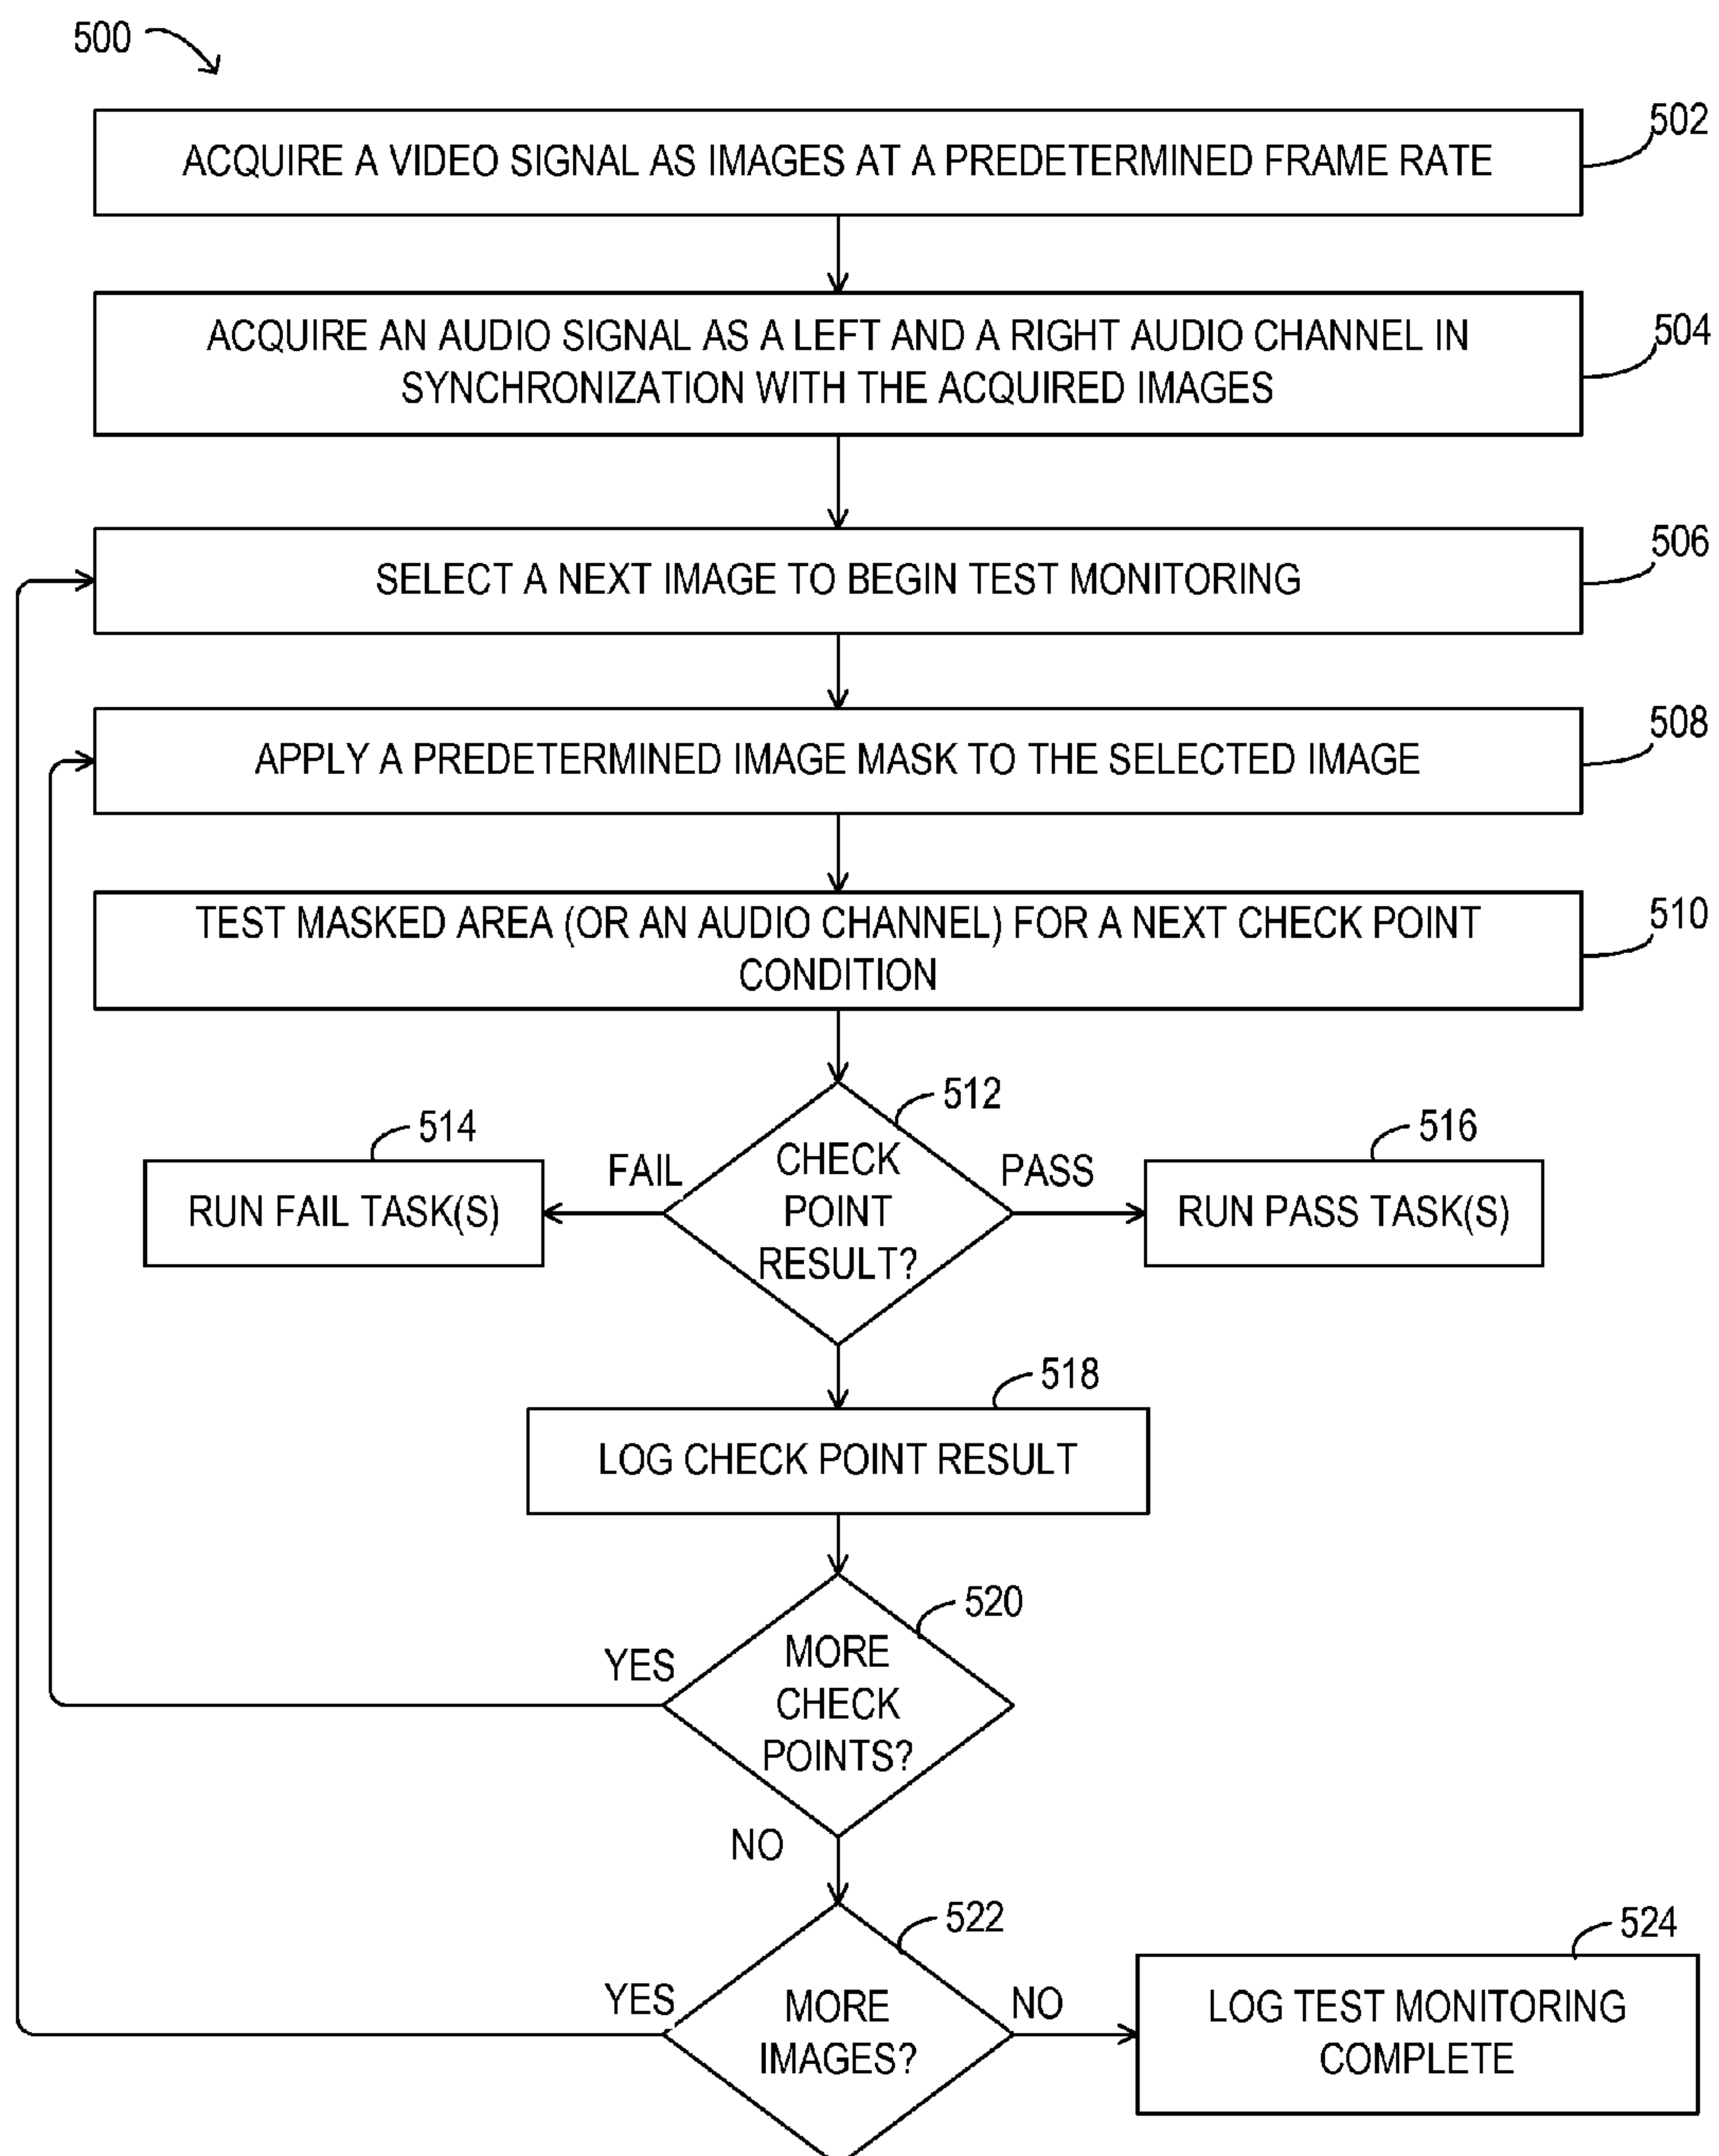 500
502
ACQUIRE A VIDEO SIGNAL AS IMAGES AT A PREDETERMINED FRAME RATE
504
ACQUIRE AN AUDIO SIGNAL AS A LEFT AND A RIGHT AUDIO CHANNEL IN
SYNCHRONIZATION WITH THE ACQUIRED IMAGES
506
SELECT A NEXT IMAGE TO BEGIN TEST MONITORING
508
APPLY A PREDETERMINED IMAGE MASK TO THE SELECTED IMAGE
510
TEST MASKED AREA (OR AN AUDIO CHANNEL) FOR A NEXT CHECK POINT
CONDITION
512
514
516
FAIL
CHECK
POINT
RESULT?
PASS
RUN FAIL TASK(S)
RUN PASS TASK(S)
518
LOG CHECK POINT RESULT
520
YES
MORE
CHECK
POINTS?
NO
522
524
YES
MORE
IMAGES?
NO
LOG TEST MONITORING
COMPLETE